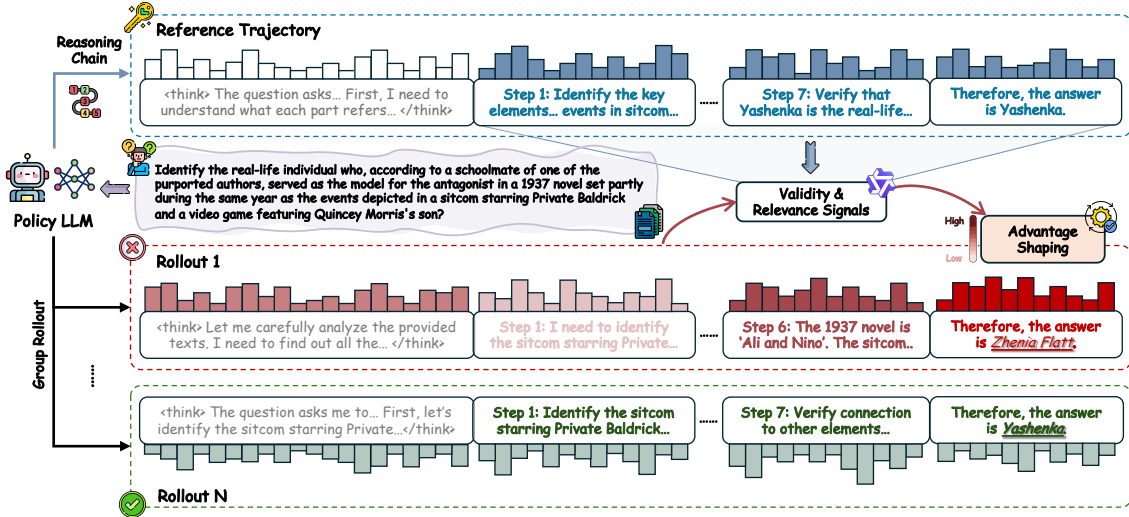 Reasoning
Chain
Reference Trajectory
<think> The question asks... First, I need to
understand what each part refers... </think>
Step 1: Identify the key
elements... events in sitcom...
......
Step 7: Verify that
Yashenka is the real-life...
Therefore, the answer
is Yashenka.
Identify the real-life individual who, according to a schoolmate of one of the
purported authors, served as the model for the antagonist in a 1937 novel set partly
during the same year as the events depicted in a sitcom starring Private Baldrick
and a video game featuring Quincey Morris's son?
Policy LLM
Validity &
Relevance Signals
High
Low
Advantage
Shaping
Group Rollout
......
Rollout 1
<think> Let me carefully analyze the provided
texts. I need to find out all the... </think>
Step 1: I need to identify
the sitcom starring Private...
......
Step 6: The 1937 novel is
'Ali and Nino'. The sitcom..
Therefore, the answer
is Zhenia Flatt.
<think> The question asks me to... First, let's
identify the sitcom starring Private...</think>
Step 1: Identify the sitcom
starring Private Baldrick...
......
Step 7: Verify connection
to other elements...
Therefore, the answer
is Yashenka.
Rollout N